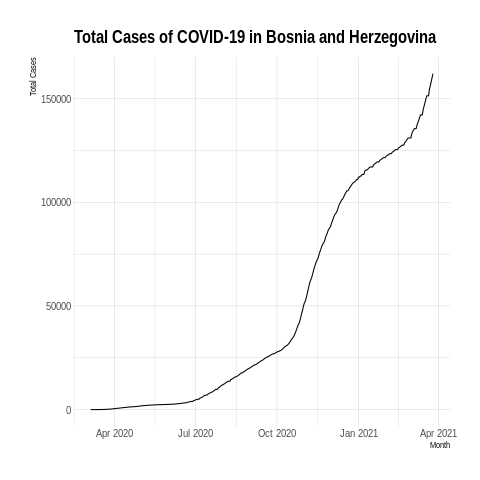 Total Cases of COVID-19 in Bosnia and Herzegovina
Total Cases
150000
100000
50000
0
Apr 2020 Jul 2020 Oct 2020 Jan 2021 Apr 2021
Month